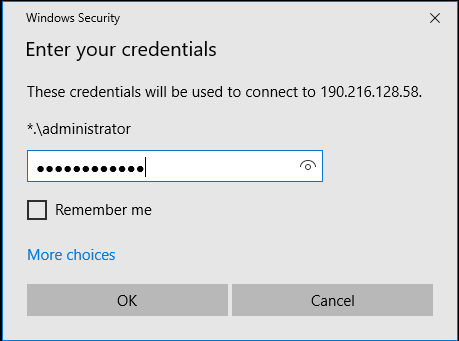 Windows Security
Enter your credentials
These credentials will be used to connect to 190.216.128.58.
*.\administrator
●●●●●●●●●●●●
Remember me
More choices
OK
Cancel